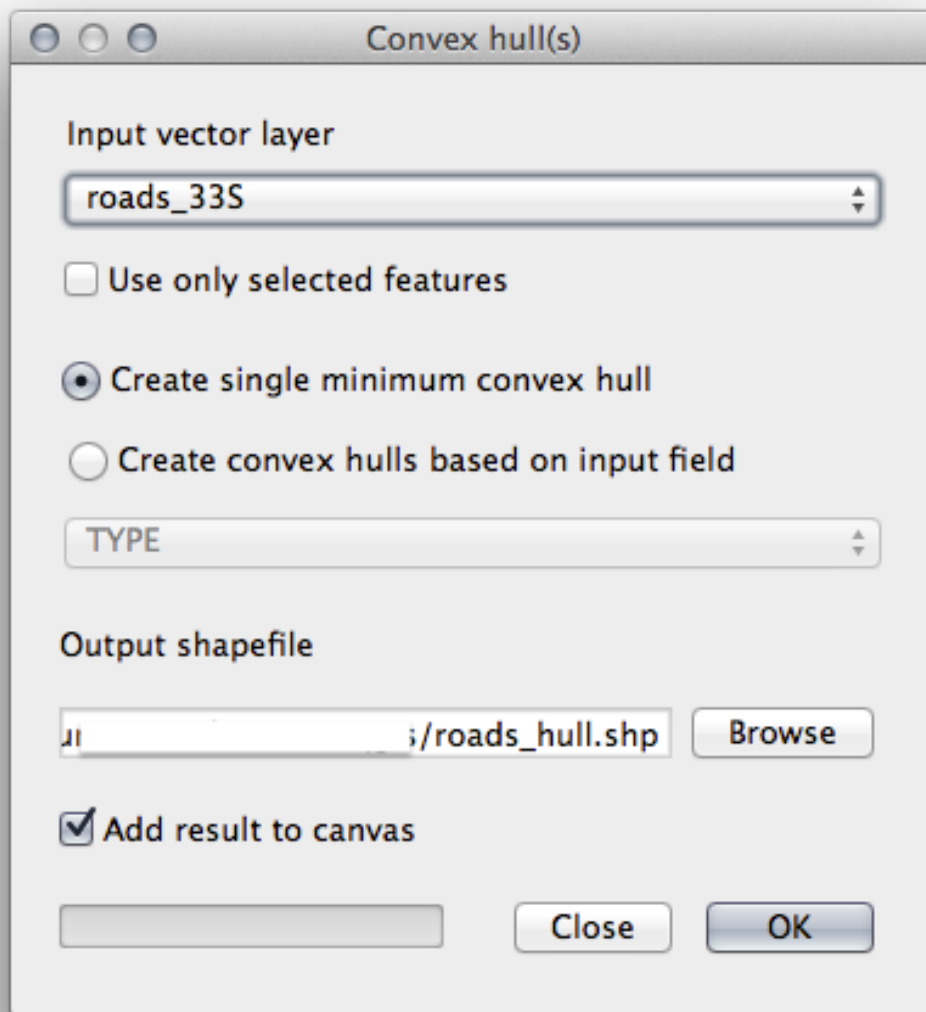 Convex hull(s)
Input vector layer
roads_33S
Use only selected features
Create single minimum convex hull
Create convex hulls based on input field
TYPE
Output shapefile
/roads_hull.shp
Browse
Add result to canvas
Close
OK